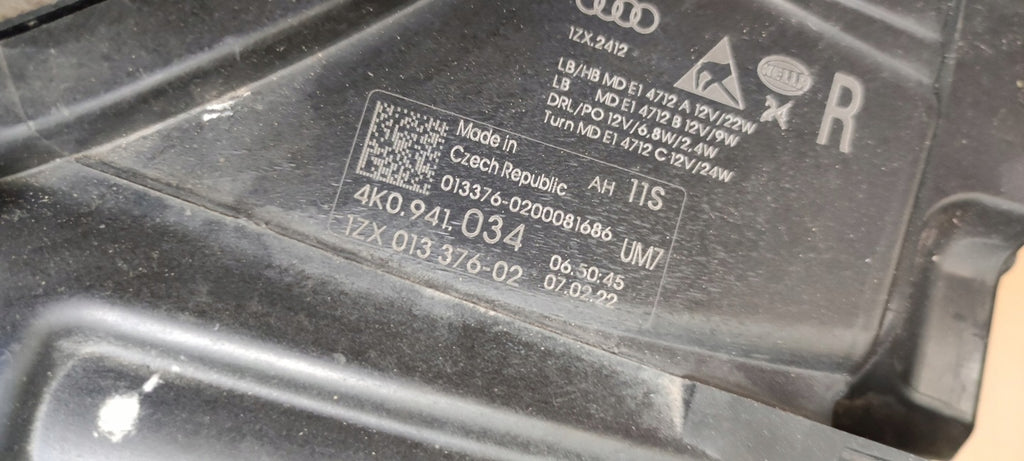 1ZX.2412
LB/HB MD E1 4712 A 12V/22W
LB MD E1 4712 B 12V/9W
DRL/PO 12V/6,8W/2,4W
Turn MD E1 4712 C 12V/24W
R
Made in
Czech Republic
AH 11S
013376-0200081686
4K0.941.034
UM7
1ZX 013 376-02
06:50:45
07.02.22